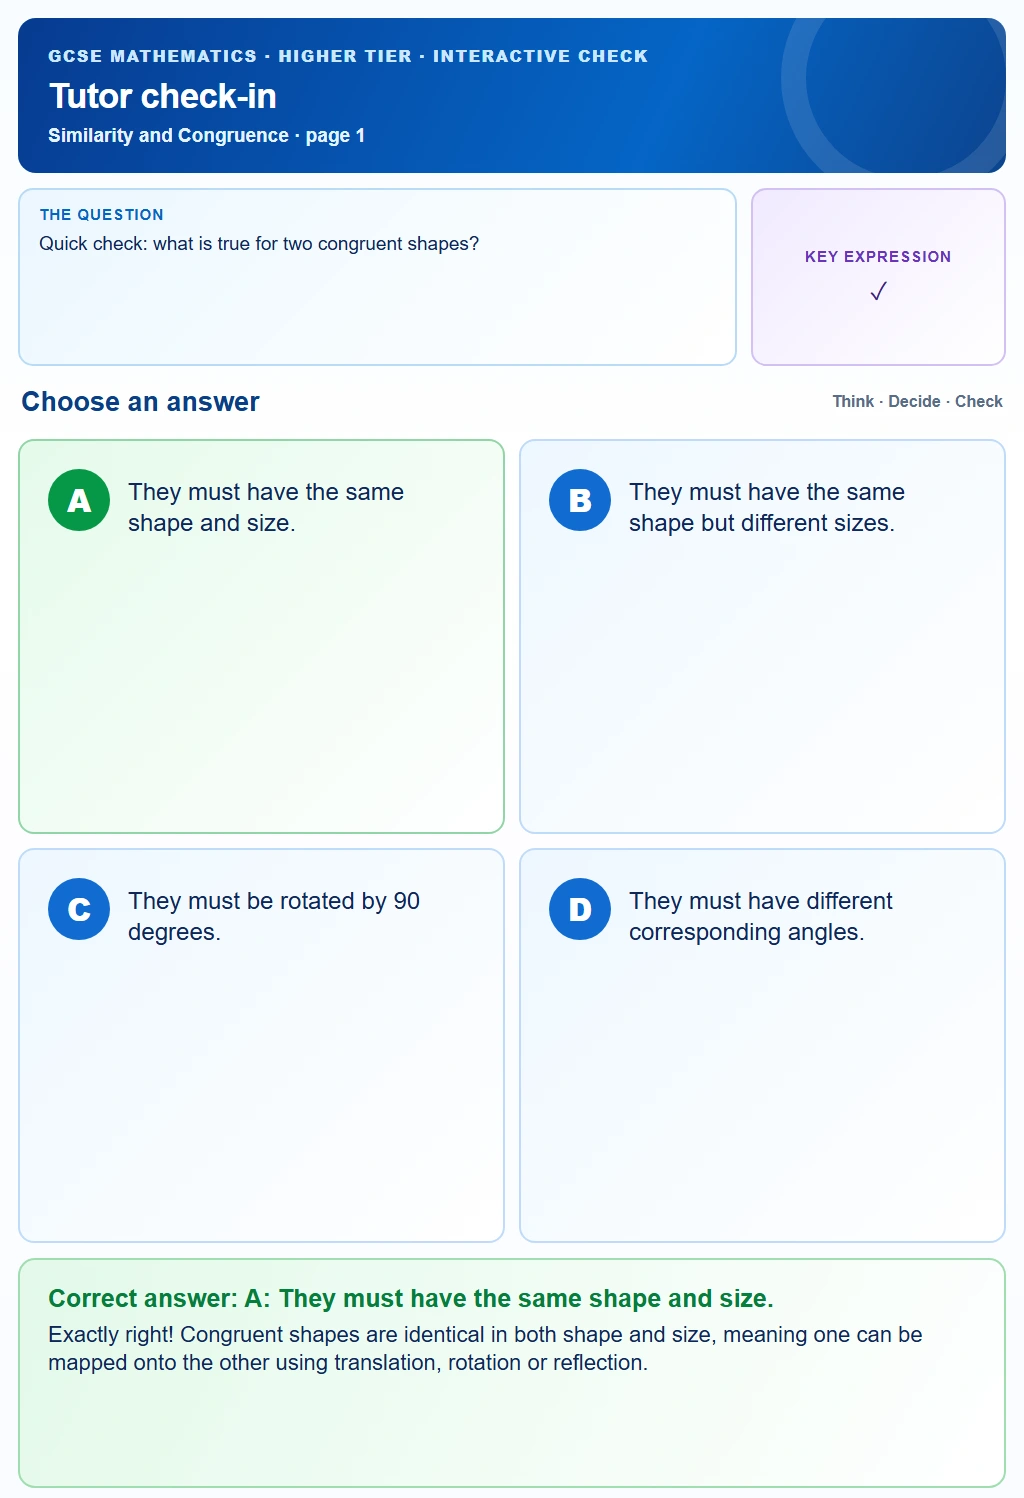 GCSE MATHEMATICS · HIGHER TIER · INTERACTIVE CHECK
Tutor check-in
Similarity and Congruence · page 1
THE QUESTION
Quick check: what is true for two congruent shapes?
KEY EXPRESSION
✓
Choose an answer
Think · Decide · Check
A
They must have the same
shape and size.
B
They must have the same
shape but different sizes.
C
They must be rotated by 90
degrees.
D
They must have different
corresponding angles.
Correct answer: A: They must have the same shape and size.
Exactly right! Congruent shapes are identical in both shape and size, meaning one can be
mapped onto the other using translation, rotation or reflection.